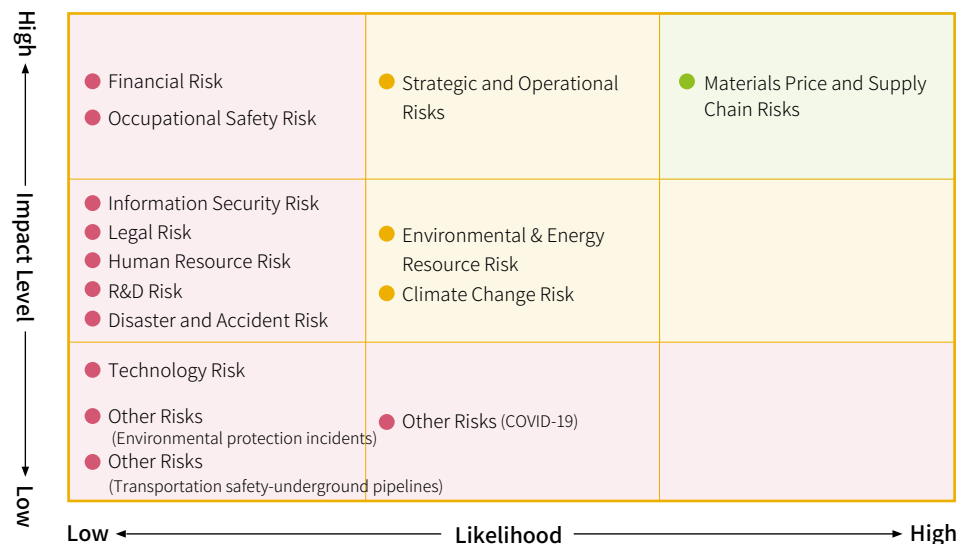 High
Impact Level
Low
Financial Risk
Occupational Safety Risk
Strategic and Operational
Risks
Materials Price and Supply
Chain Risks
Information Security Risk
Legal Risk
Human Resource Risk
R&D Risk
Disaster and Accident Risk
Environmental & Energy
Resource Risk
Climate Change Risk
Technology Risk
Other Risks
(Environmental protection incidents)
Other Risks
(Transportation safety-underground pipelines)
Other Risks (COVID-19)
Low
Likelihood
High